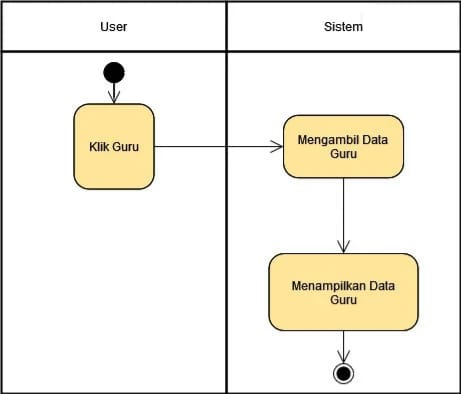 User
Sistem
Klik Guru
Mengambil Data
Guru
Menampilkan Data
Guru